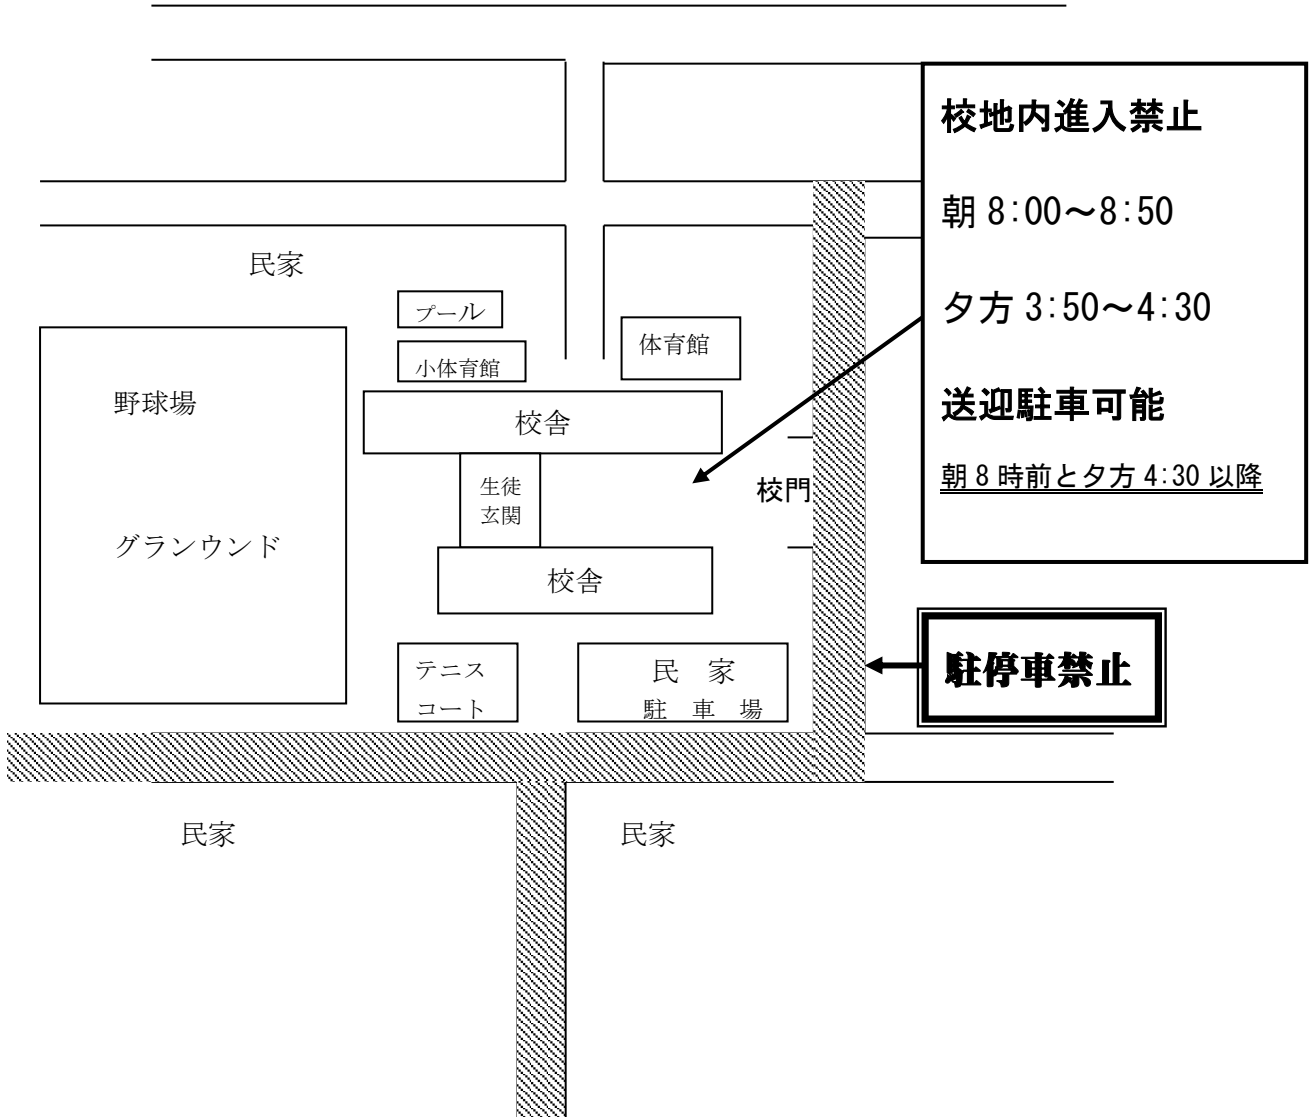 校地内進入禁止
朝 8:00～8:50
夕方 3:50～4:30
送迎駐車可能
朝 8 時前と夕方 4:30 以降
民家
プール
小体育館
体育館
野球場
校舎
生徒
玄関
校門
グランウンド
校舎
テニス
コート
民 家
駐 車 場
駐停車禁止
民家
民家